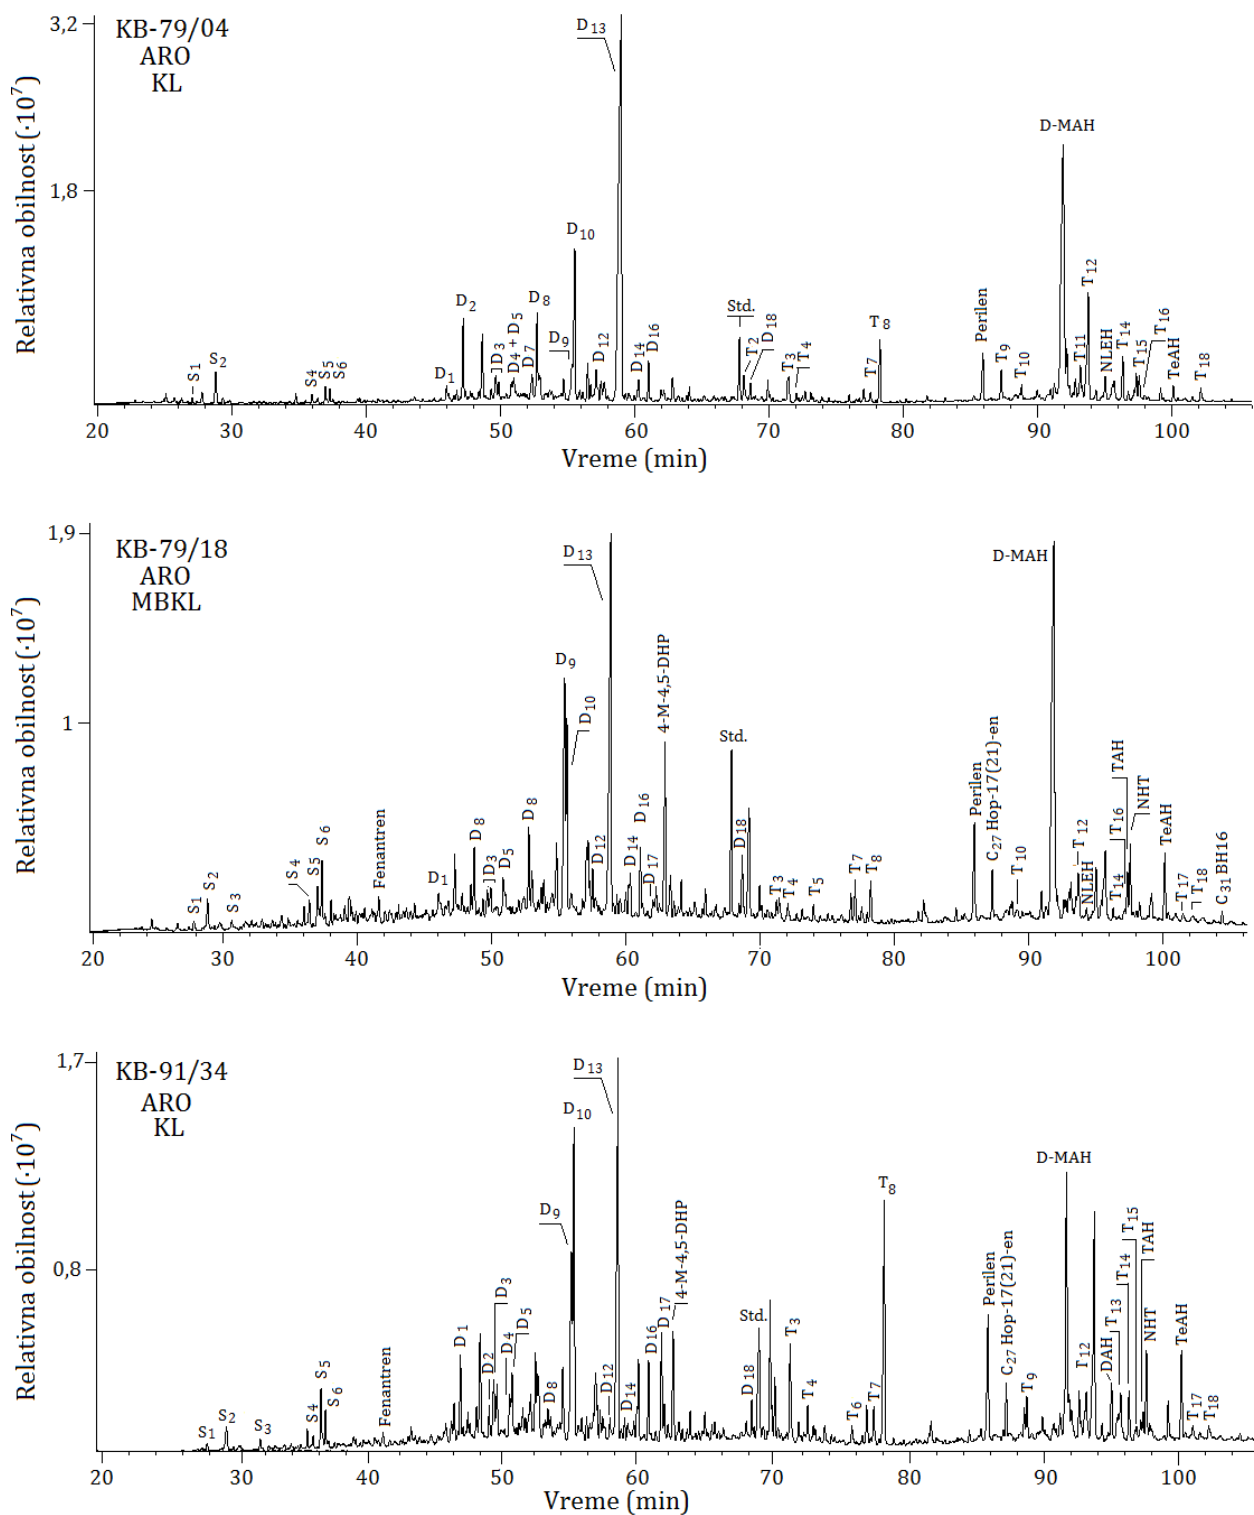 KB-79/04
ARO
KL
Relativna obilnost (·10⁷)
3,2
1,8
D₁₃
D-MAH
D₁₀
T₁₂
D₂
D₈
Std.
Perilen
T₈
T₁₆
S₁
S₂
S₄
S₅
S₆
D₁
D₃
D₄ + D₅
D₇
D₉
D₁₂
D₁₄
D₁₆
T₂
D₁₈
T₃
T₄
T₇
T₉
T₁₀
T₁₁
NLEH
T₁₄
T₁₅
TeAH
T₁₈
20 30 40 50 60 70 80 90 100
Vreme (min)
KB-79/18
ARO
MBKL
Relativna obilnost (·10⁷)
1,9
1
D₁₃
D-MAH
D₉
D₁₀
4-M-4,5-DHP
Std.
Perilen
C₂₇ Hop-17(21)-en
TAH
NHT
S₁
S₂
S₃
S₄
S₅
S₆
Fenantren
D₁
D₈
D₃
D₅
D₈
D₁₂
D₁₄
D₁₆
D₁₇
D₁₈
T₃
T₄
T₅
T₇
T₈
T₁₀
T₁₂
NLEH
T₁₄
T₁₆
TeAH
T₁₇
T₁₈
C₃₁BH16
20 30 40 50 60 70 80 90 100
Vreme (min)
KB-91/34
ARO
KL
Relativna obilnost (·10⁷)
1,7
0,8
D₁₃
D₁₀
D₉
D-MAH
T₈
4-M-4,5-DHP
Perilen
C₂₇ Hop-17(21)-en
S₁
S₂
S₃
S₄
S₅
S₆
Fenantren
D₁
D₂
D₃
D₄
D₅
D₈
D₁₂
D₁₄
D₁₆
D₁₇
D₁₈
Std.
T₃
T₄
T₆
T₇
T₉
T₁₂
DAH
T₁₃
T₁₄
T₁₅
TAH
NHT
TeAH
T₁₇
T₁₈
20 30 40 50 60 70 80 90 100
Vreme (min)